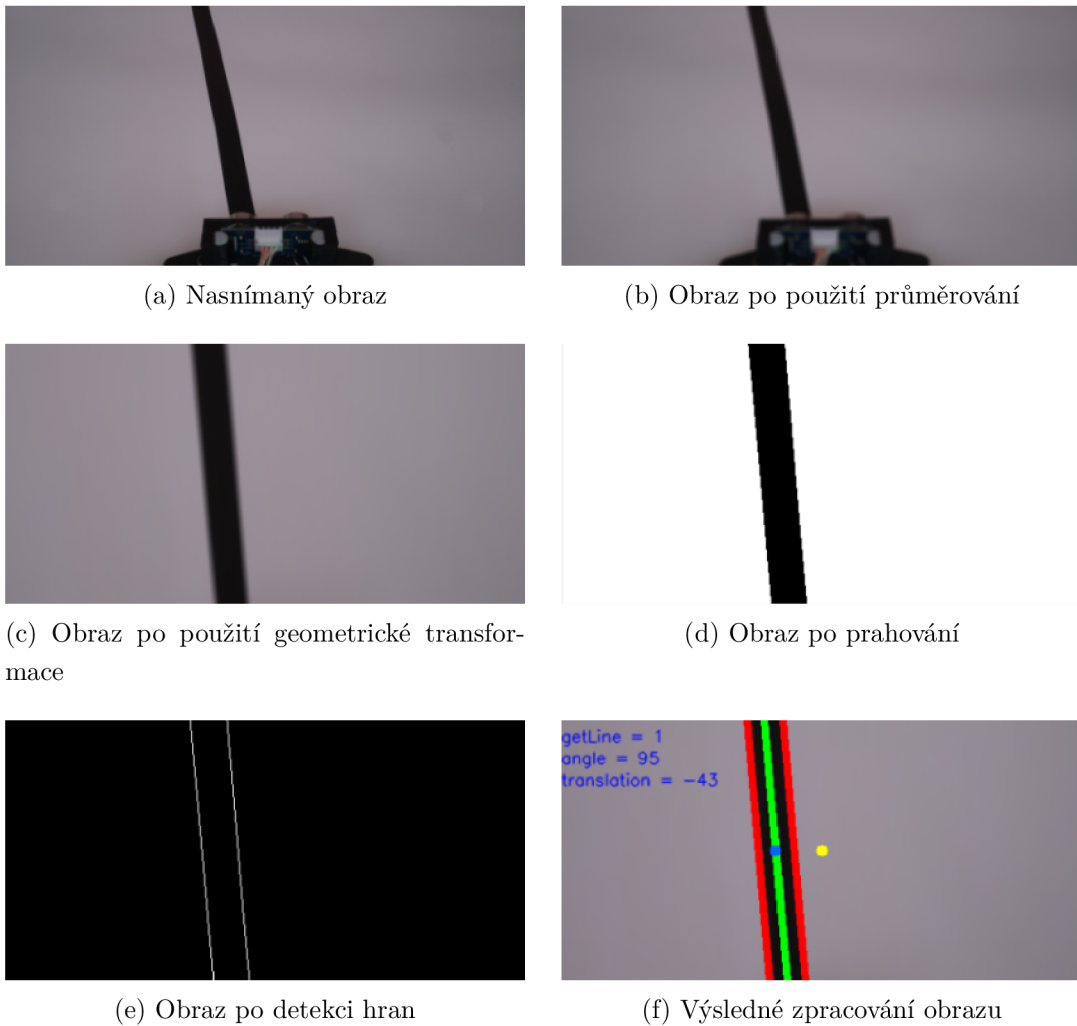 (a) Nasnímaný obraz
(b) Obraz po použití průměrování
(c) Obraz po použití geometrické transfor-
mace
(d) Obraz po prahování
getLine = 1
angle = 95
translation = -43
(e) Obraz po detekci hran
(f) Výsledné zpracování obrazu